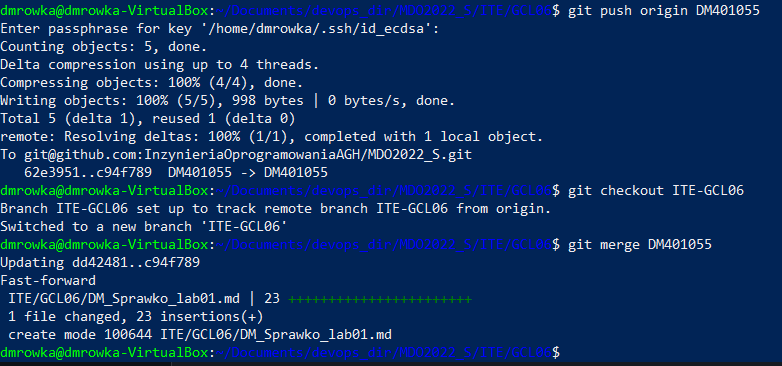 dmrowka@dmrowka-VirtualBox:~/Documents/devops_dir/MDO2022_S/ITE/GCL06$ git push origin DM401055
Enter passphrase for key '/home/dmrowka/.ssh/id_ecdsa':
Counting objects: 5, done.
Delta compression using up to 4 threads.
Compressing objects: 100% (4/4), done.
Writing objects: 100% (5/5), 998 bytes | 0 bytes/s, done.
Total 5 (delta 1), reused 1 (delta 0)
remote: Resolving deltas: 100% (1/1), completed with 1 local object.
To git@github.com:InzynieriaOprogramowaniaAGH/MDO2022_S.git
   62e3951..c94f789  DM401055 -> DM401055
dmrowka@dmrowka-VirtualBox:~/Documents/devops_dir/MDO2022_S/ITE/GCL06$ git checkout ITE-GCL06
Branch ITE-GCL06 set up to track remote branch ITE-GCL06 from origin.
Switched to a new branch 'ITE-GCL06'
dmrowka@dmrowka-VirtualBox:~/Documents/devops_dir/MDO2022_S/ITE/GCL06$ git merge DM401055
Updating dd42481..c94f789
Fast-forward
 ITE/GCL06/DM_Sprawko_lab01.md | 23 +++++++++++++++++++++++
 1 file changed, 23 insertions(+)
 create mode 100644 ITE/GCL06/DM_Sprawko_lab01.md
dmrowka@dmrowka-VirtualBox:~/Documents/devops_dir/MDO2022_S/ITE/GCL06$